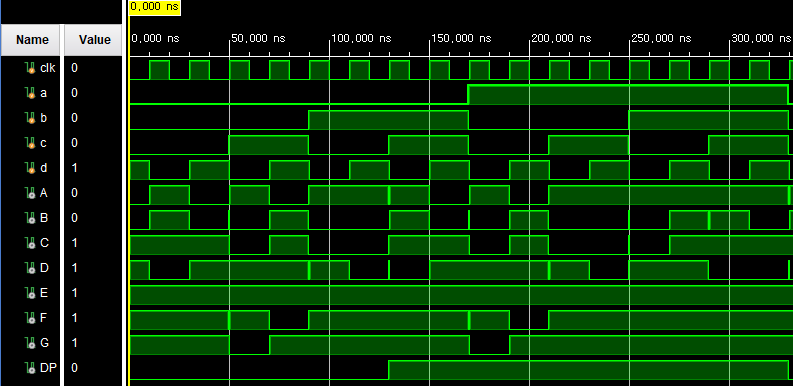 0,000 ns
Name Value 0,000 ns 50,000 ns 100,000 ns 150,000 ns 200,000 ns 250,000 ns 300,000 ns
clk 0
a 0
b 0
c 0
d 1
A 0
B 0
C 1
D 1
E 1
F 1
G 1
DP 0